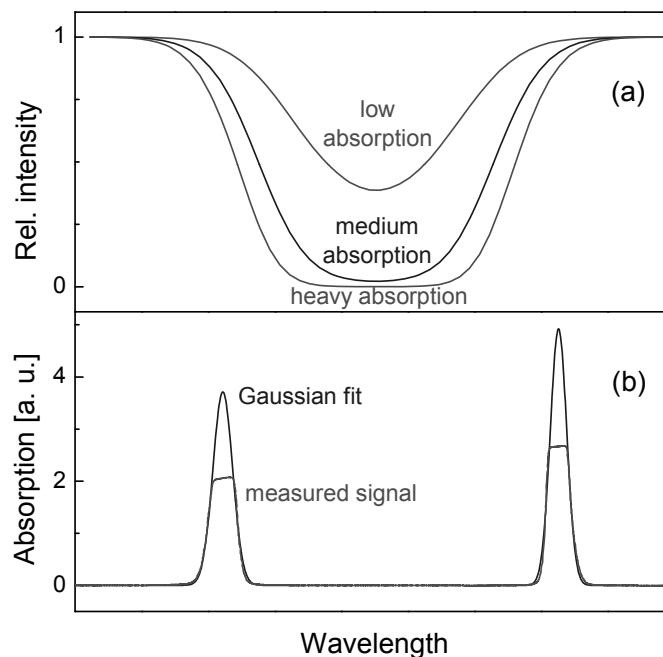 1
(a)
low
absorption
Rel. intensity
medium
absorption
0
heavy absorption
4
(b)
Gaussian fit
Absorption [a. u.]
2
measured signal
0
Wavelength